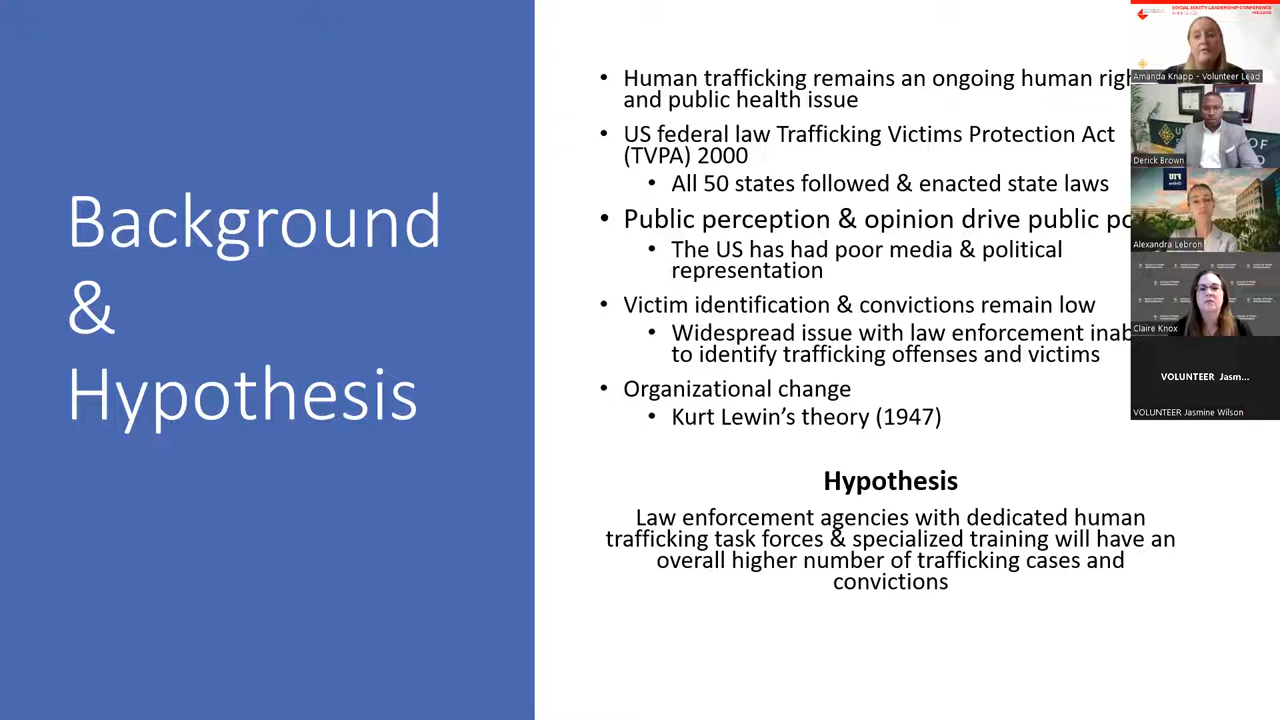 Background
&
Hypothesis
• Human trafficking remains an ongoing human
and public health issue
• US federal law Trafficking Victims Protection Act
(TVPA) 2000
• All 50 states followed & enacted state laws
• Public perception & opinion drive public
• The US has had poor media & political
representation
• Victim identification & convictions remain low
• Widespread issue with law enforcement
to identify trafficking offenses and victims
• Organizational change
• Kurt Lewin's theory (1947)
Hypothesis
Law enforcement agencies with dedicated human
trafficking task forces & specialized training will have an
overall higher number of trafficking cases and
convictions
SOCIAL EQUITY LEADERSHIP CONFERENCE
Amanda Knapp - Volunteer Lead
Derick Brown
FIU
Alexandra Lebron
Claire Knox
VOLUNTEER Jasm...
VOLUNTEER Jasmine Wilson